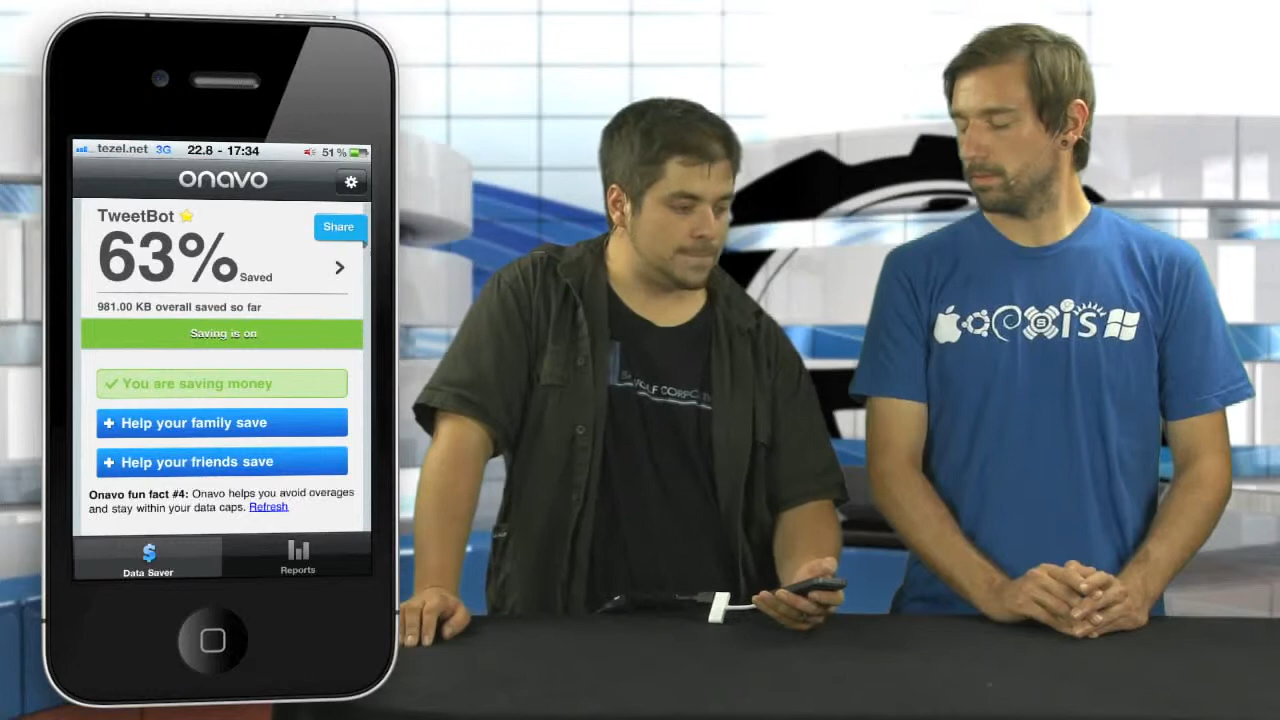 tezel.net 3G 22.8 - 17:34 51 %
onavo
TweetBot
Share
63%
Saved
981.00 KB overall saved so far
Saving is on
You are saving money
Help your family save
Help your friends save
Onavo fun fact #4: Onavo helps you avoid overages
and stay within your data caps. Refresh
Data Saver
Reports